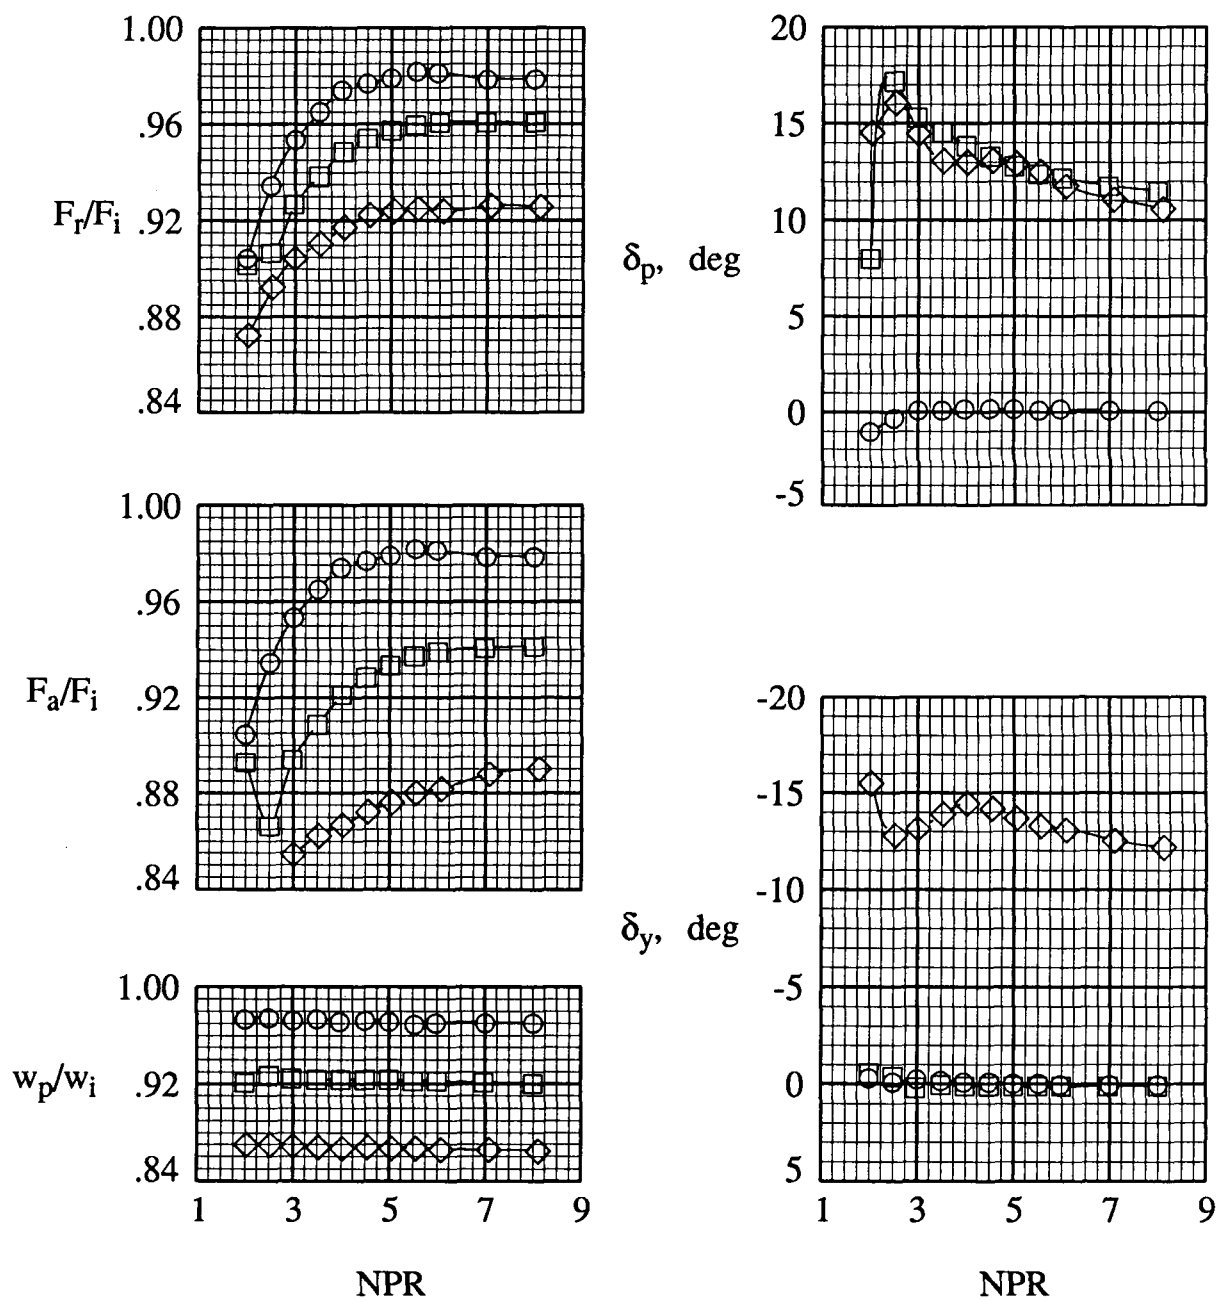 1.00
.96
.92
.88
.84
F_r/F_i
1.00
.96
.92
.88
.84
F_a/F_i
1.00
.92
.84
w_p/w_i
1 3 5 7 9
NPR
20
15
10
5
0
-5
δ_p, deg
-20
-15
-10
-5
0
5
δ_y, deg
1 3 5 7 9
NPR